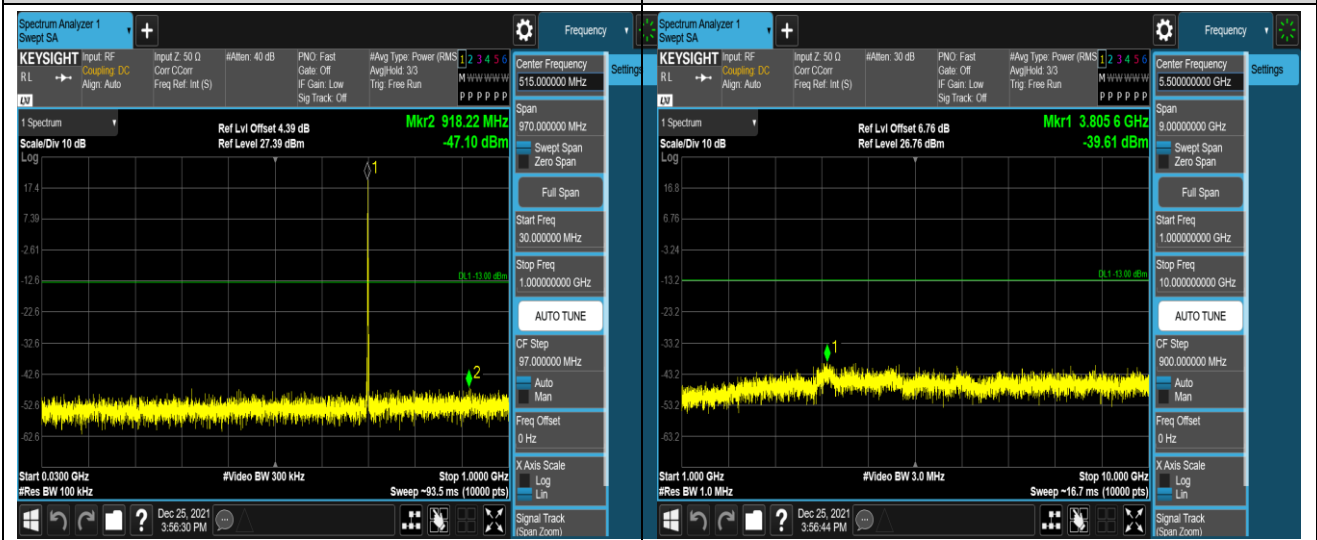 Spectrum Analyzer 1
Swept SA
Frequency
KEYSIGHT
RL
LXI
Input: RF
Coupling: DC
Align: Auto
Input Z: 50 Ω
Corr CCorr
Freq Ref: Int (S)
#Atten: 40 dB
PNO: Fast
Gate: Off
IF Gain: Low
Sig Track: Off
#Avg Type: Power (RMS
Avg|Hold: 3/3
Trig: Free Run
1 2 3 4 5 6
M W W W W W
P P P P P P
Center Frequency
515.000000 MHz
Settings
1 Spectrum
Scale/Div 10 dB
Log
Ref Lvl Offset 4.39 dB
Ref Level 27.39 dBm
Mkr2 918.22 MHz
-47.10 dBm
Span
970.000000 MHz
Swept Span
Zero Span
Full Span
Start Freq
30.000000 MHz
Stop Freq
1.000000000 GHz
AUTO TUNE
CF Step
97.000000 MHz
Auto
Man
Freq Offset
0 Hz
X Axis Scale
Log
Lin
Signal Track
(Span Zoom)
1
17.4
7.39
-2.61
DL1 -13.00 dBm
-12.6
-22.6
-32.6
-42.6
2
-52.6
-62.6
Start 0.0300 GHz
#Res BW 100 kHz
#Video BW 300 kHz
Stop 1.0000 GHz
Sweep ~93.5 ms (10000 pts)
?
Dec 25, 2021
3:56:30 PM
Spectrum Analyzer 1
Swept SA
Frequency
KEYSIGHT
RL
LXI
Input: RF
Coupling: DC
Align: Auto
Input Z: 50 Ω
Corr CCorr
Freq Ref: Int (S)
#Atten: 30 dB
PNO: Fast
Gate: Off
IF Gain: Low
Sig Track: Off
#Avg Type: Power (RMS
Avg|Hold: 3/3
Trig: Free Run
1 2 3 4 5 6
M W W W W W
P P P P P P
Center Frequency
5.500000000 GHz
Settings
1 Spectrum
Scale/Div 10 dB
Log
Ref Lvl Offset 6.76 dB
Ref Level 26.76 dBm
Mkr1 3.805 6 GHz
-39.61 dBm
Span
9.00000000 GHz
Swept Span
Zero Span
Full Span
Start Freq
1.000000000 GHz
Stop Freq
10.000000000 GHz
AUTO TUNE
CF Step
900.000000 MHz
Auto
Man
Freq Offset
0 Hz
X Axis Scale
Log
Lin
Signal Track
(Span Zoom)
16.8
6.76
-3.24
DL1 -13.00 dBm
-13.2
-23.2
-33.2
1
-43.2
-53.2
-63.2
Start 1.000 GHz
#Res BW 1.0 MHz
#Video BW 3.0 MHz
Stop 10.000 GHz
Sweep ~16.7 ms (10000 pts)
?
Dec 25, 2021
3:56:44 PM